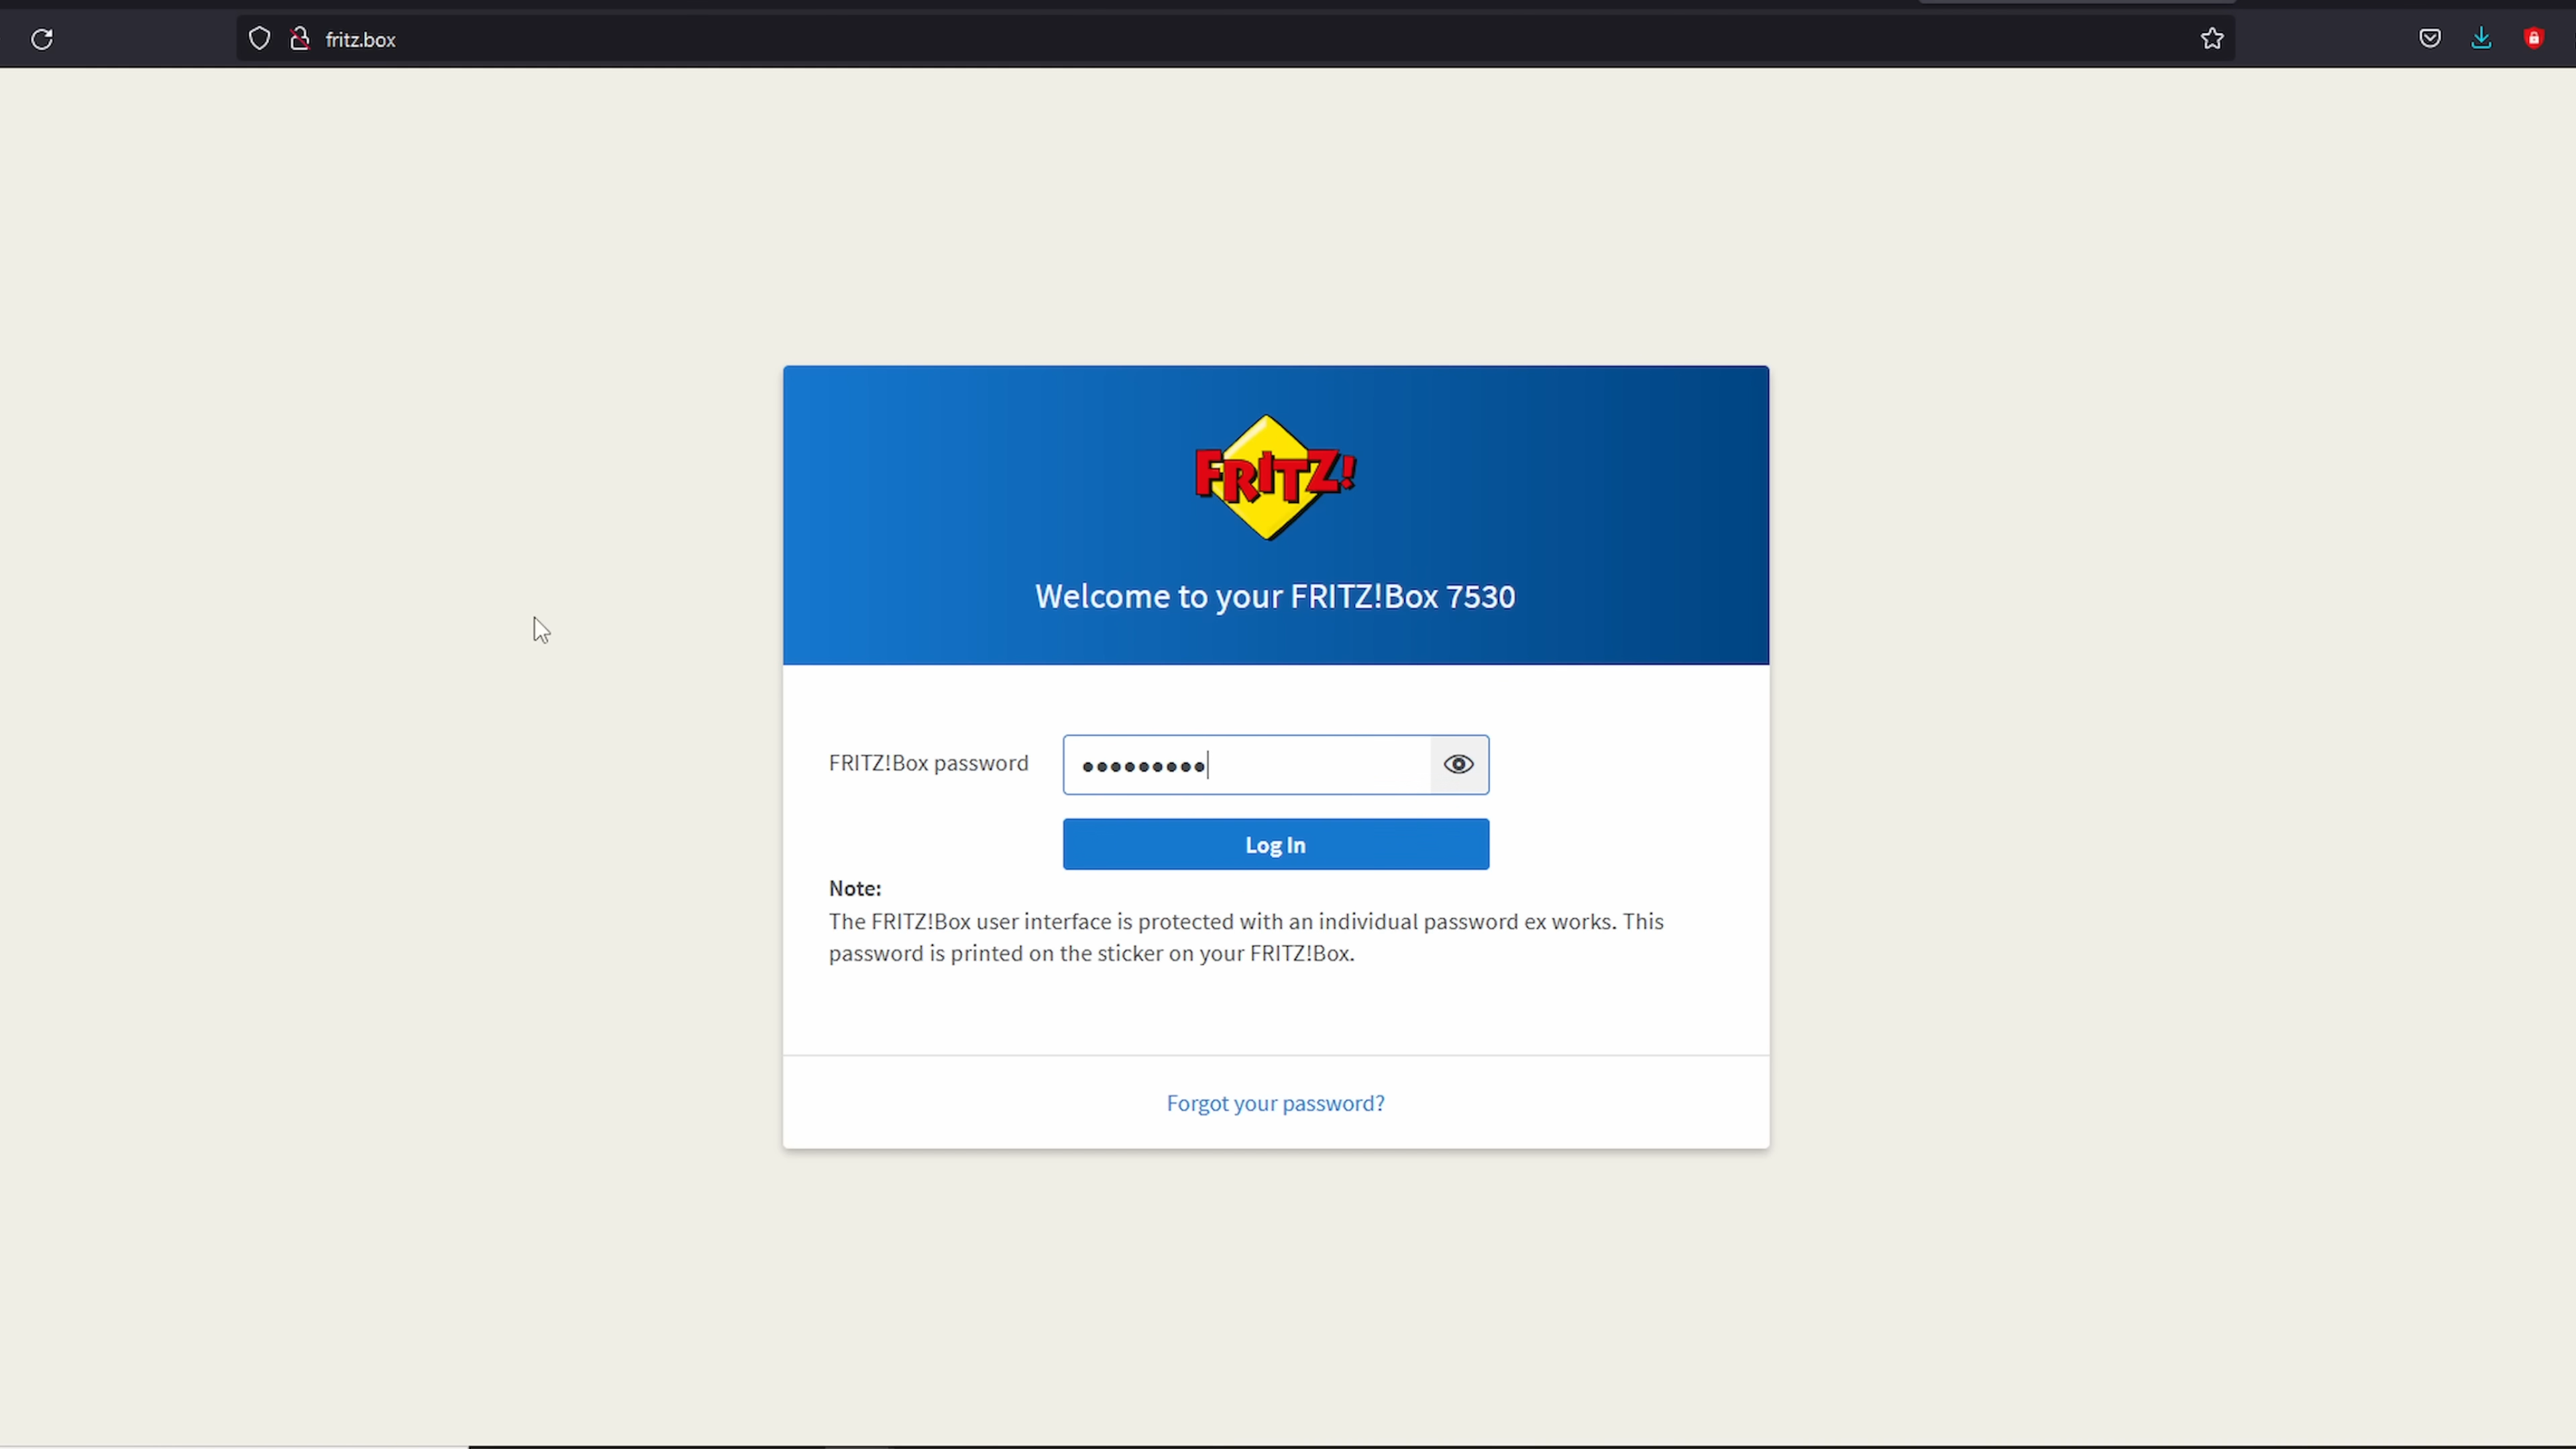 fritz.box
FRITZ!
Welcome to your FRITZ!Box 7530
FRITZ!Box password
Log In
Note:
The FRITZ!Box user interface is protected with an individual password ex works. This
password is printed on the sticker on your FRITZ!Box.
Forgot your password?